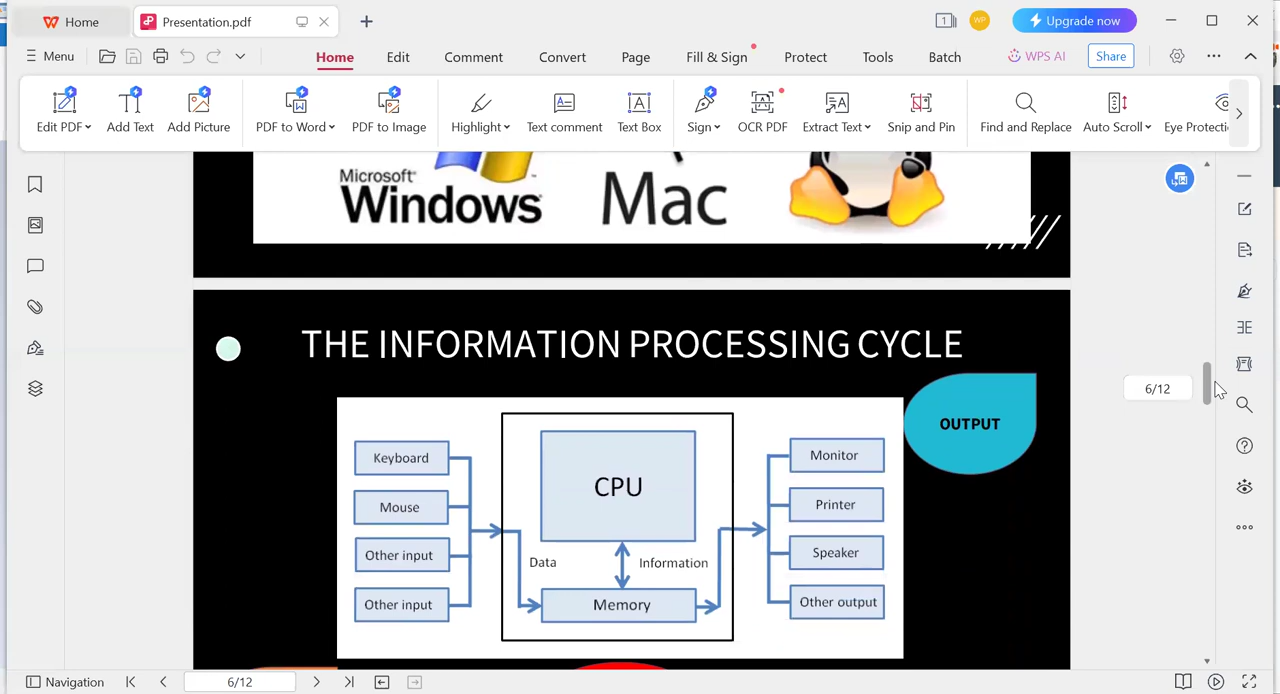 Home
Presentation.pdf
1
WP
Upgrade now
Menu
Home
Edit
Comment
Convert
Page
Fill & Sign
Protect
Tools
Batch
WPS AI
Share
Edit PDF
Add Text
Add Picture
PDF to Word
PDF to Image
Highlight
Text comment
Text Box
Sign
OCR PDF
Extract Text
Snip and Pin
Find and Replace
Auto Scroll
Eye Protecti
Microsoft
Windows
Mac
THE INFORMATION PROCESSING CYCLE
OUTPUT
6/12
Keyboard
Mouse
Other input
Other input
CPU
Data
Information
Memory
Monitor
Printer
Speaker
Other output
Navigation
6/12